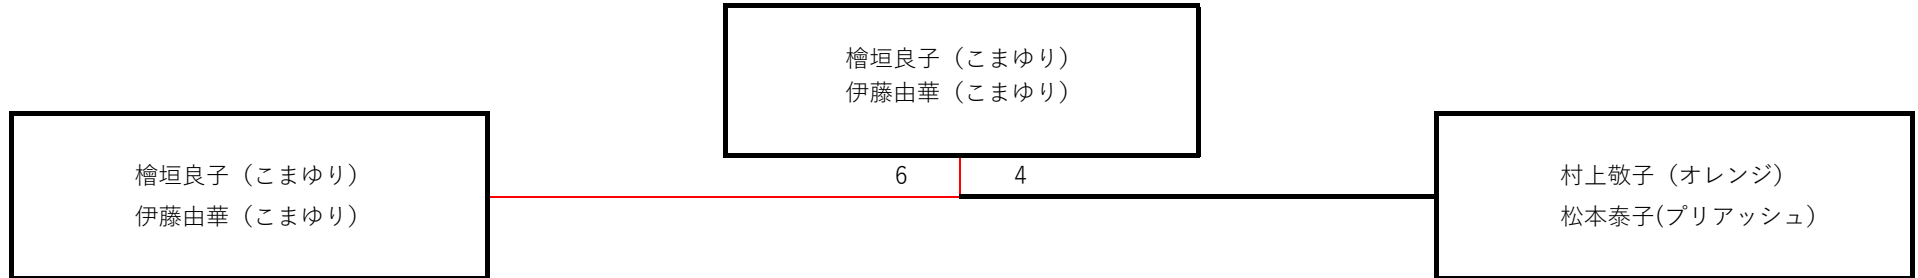 檜垣良子（こまゆり）
伊藤由華（こまゆり）
檜垣良子（こまゆり）
伊藤由華（こまゆり）
6 4
村上敬子（オレンジ）
松本泰子(プリアッシュ）